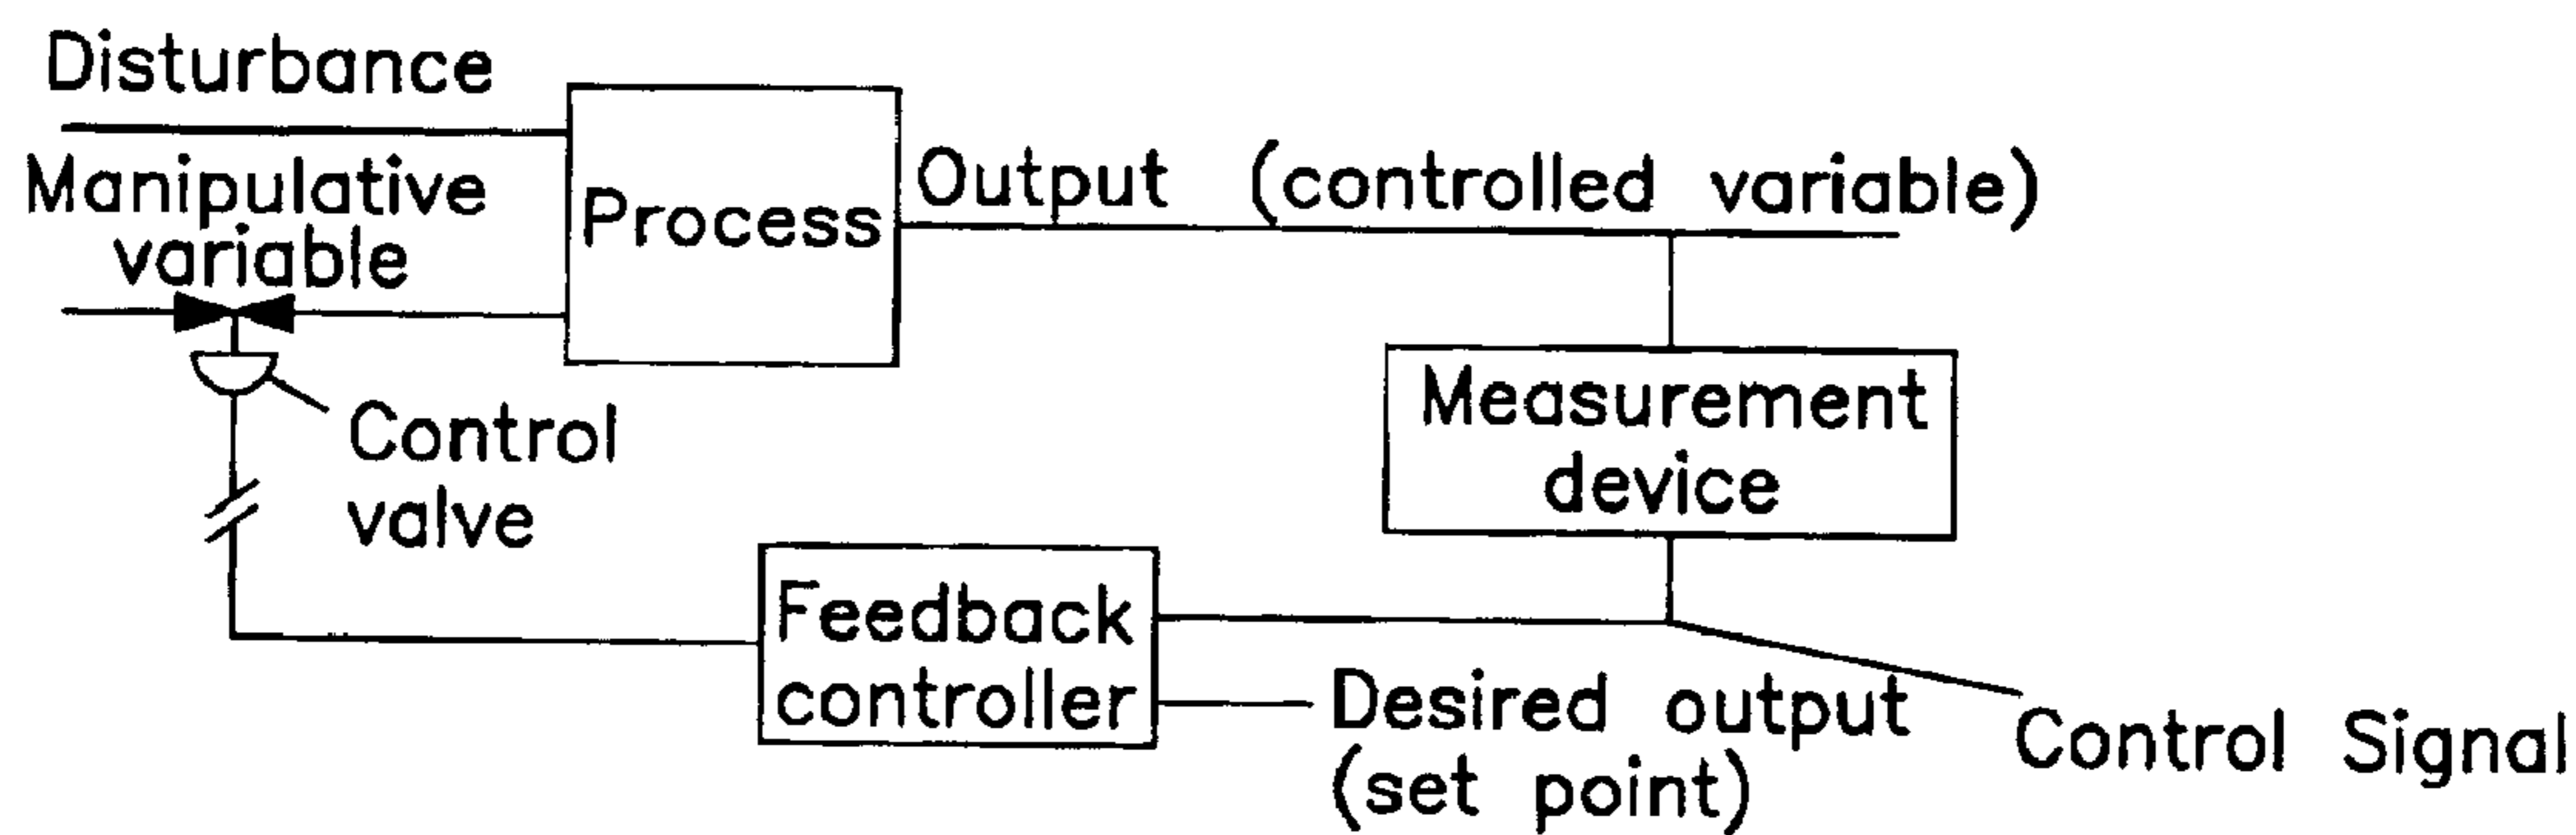 Disturbance
Manipulative
variable
Process
Output (controlled variable)
Control
valve
Measurement
device
Feedback
controller
Desired output
(set point)
Control Signal